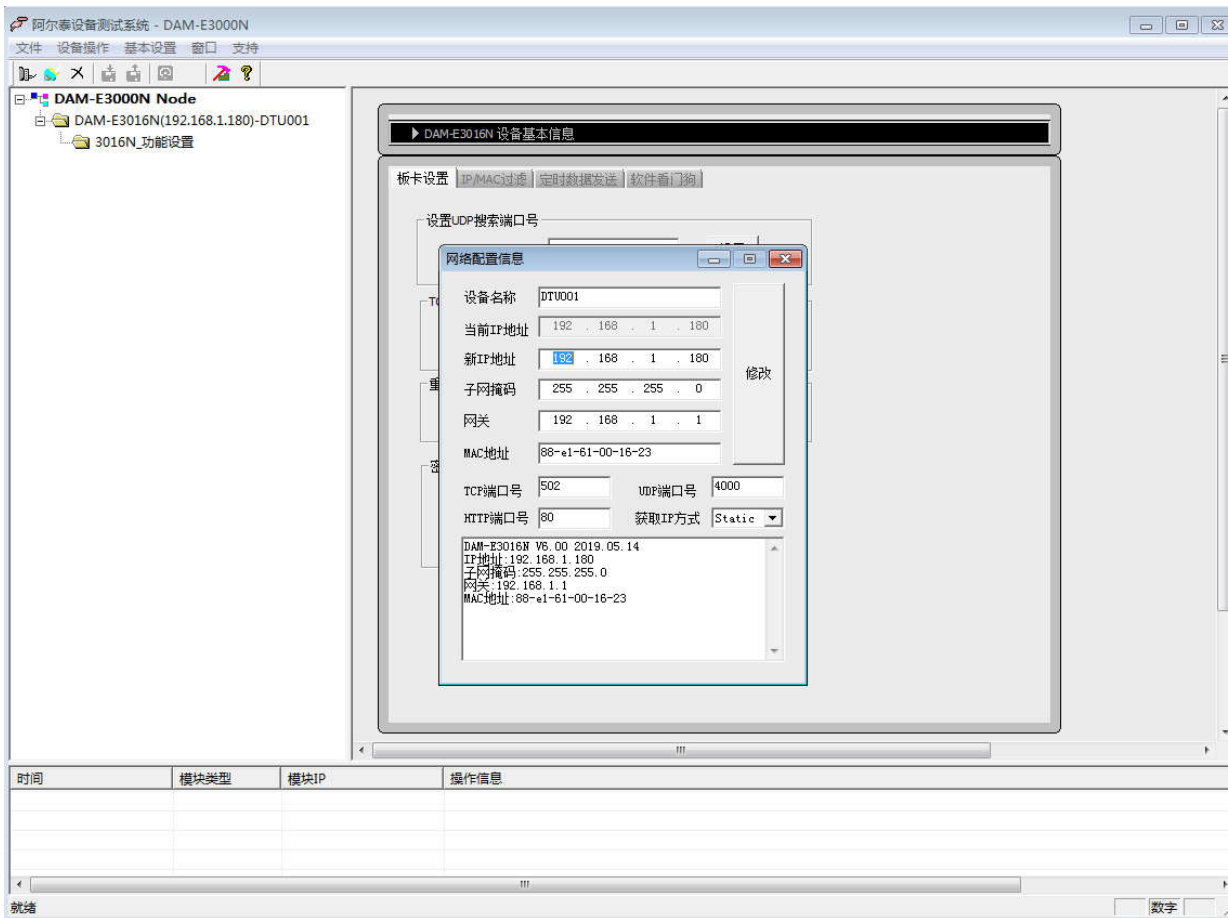 阿尔泰设备测试系统 - DAM-E3000N
文件 设备操作 基本设置 窗口 支持
DAM-E3000N Node
DAM-E3016N(192.168.1.180)-DTU001
3016N_功能设置
DAM-E3016N 设备基本信息
板卡设置 IP/MAC过滤 定时数据发送 软件看门狗
设置UDP搜索端口号
网络配置信息
设备名称 DTU001
当前IP地址 192 . 168 . 1 . 180
新IP地址 192 . 168 . 1 . 180
子网掩码 255 . 255 . 255 . 0
网关 192 . 168 . 1 . 1
MAC地址 88-e1-61-00-16-23
修改
TCP端口号 502 UDP端口号 4000
HTTP端口号 80 获取IP方式 Static
DAM-E3016N V6.00 2019.05.14
IP地址:192.168.1.180
子网掩码:255.255.255.0
网关:192.168.1.1
MAC地址:88-e1-61-00-16-23
时间 模块类型 模块IP 操作信息
就绪 数字